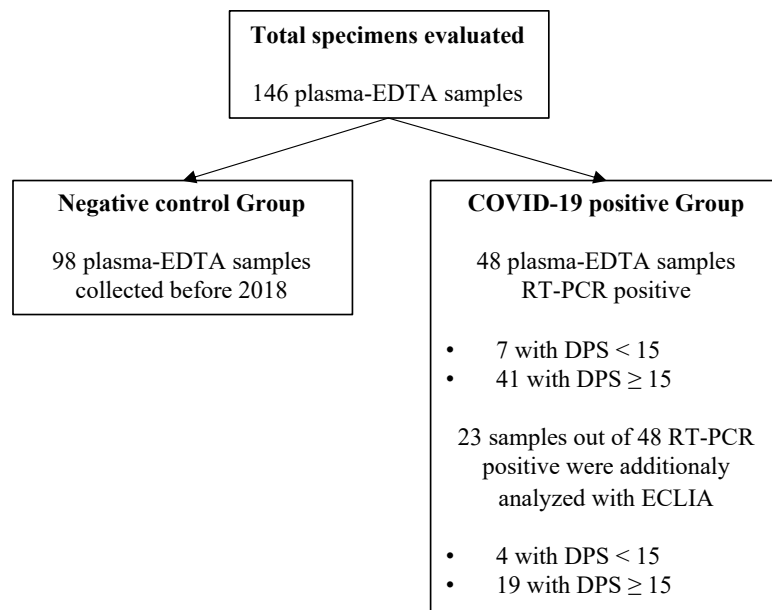 Total specimens evaluated
146 plasma-EDTA samples
Negative control Group
98 plasma-EDTA samples
collected before 2018
COVID-19 positive Group
48 plasma-EDTA samples
RT-PCR positive
• 7 with DPS < 15
• 41 with DPS ≥ 15
23 samples out of 48 RT-PCR
positive were additionaly
analyzed with ECLIA
• 4 with DPS < 15
• 19 with DPS ≥ 15